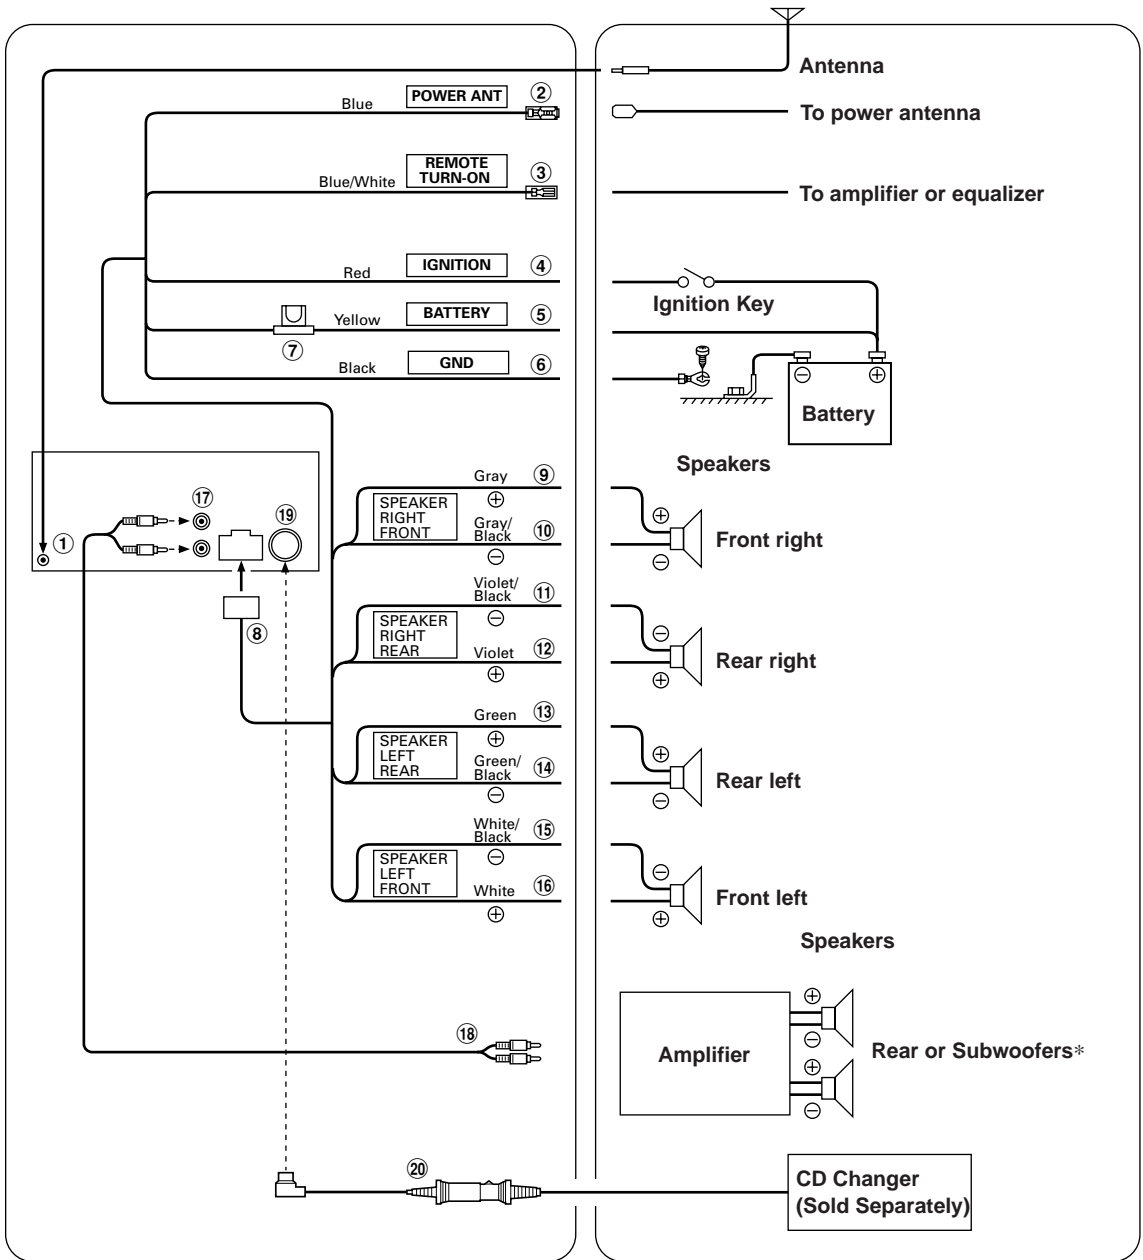 Antenna
POWER ANT
②
Blue
To power antenna
REMOTE
TURN-ON
③
Blue/White
To amplifier or equalizer
IGNITION
④
Red
Ignition Key
BATTERY
⑤
Yellow
⑦
GND
⑥
Black
⊖ ⊕
Battery
Speakers
Gray ⑨
⊕
SPEAKER
RIGHT
FRONT
Gray/
Black
⑩
⊖
⊕
Front right
⊖
⑰
⑲
①
⑧
Violet/
Black
⑪
⊖
SPEAKER
RIGHT
REAR
Violet ⑫
⊕
⊖
Rear right
⊕
Green ⑬
⊕
SPEAKER
LEFT
REAR
Green/
Black
⑭
⊖
⊕
Rear left
⊖
White/
Black
⑮
⊖
SPEAKER
LEFT
FRONT
White ⑯
⊕
⊖
Front left
⊕
Speakers
⑱
Amplifier
⊕
⊖
⊕
⊖
Rear or Subwoofers*
⑳
CD Changer
(Sold Separately)